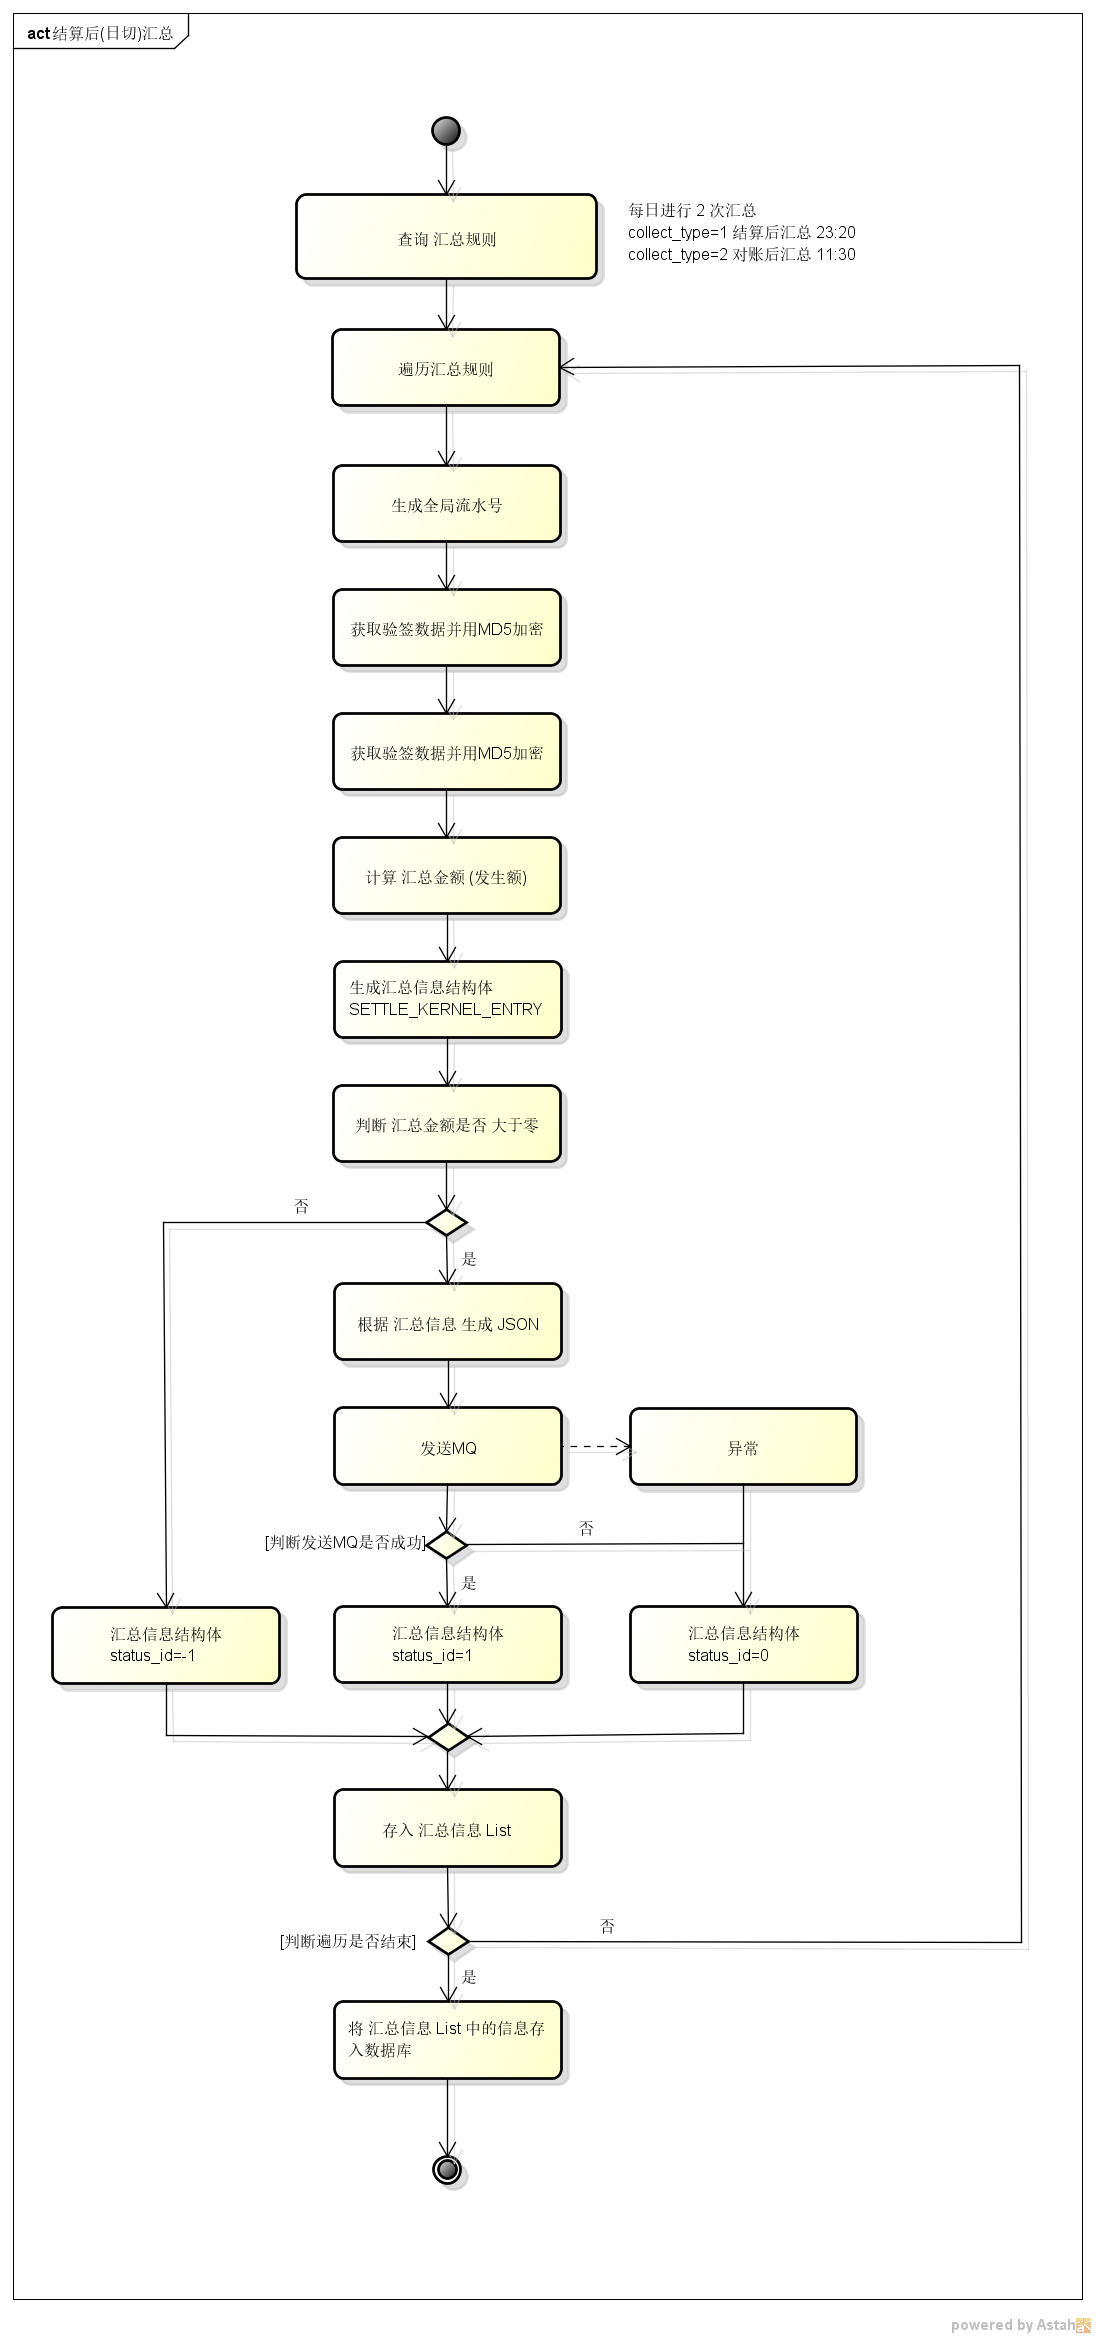 act 结算后(日切)汇总
每日进行 2 次汇总
collect_type=1 结算后汇总 23:20
collect_type=2 对账后汇总 11:30
查询 汇总规则
遍历汇总规则
生成全局流水号
获取验签数据并用MD5加密
获取验签数据并用MD5加密
计算 汇总金额 (发生额)
生成汇总信息结构体
SETTLE_KERNEL_ENTRY
判断 汇总金额是否 大于零
否
是
根据 汇总信息 生成 JSON
发送MQ
异常
[判断发送MQ是否成功]
否
是
汇总信息结构体
status_id=-1
汇总信息结构体
status_id=1
汇总信息结构体
status_id=0
存入 汇总信息 List
[判断遍历是否结束]
否
是
将 汇总信息 List 中的信息存
入数据库
powered by Astah